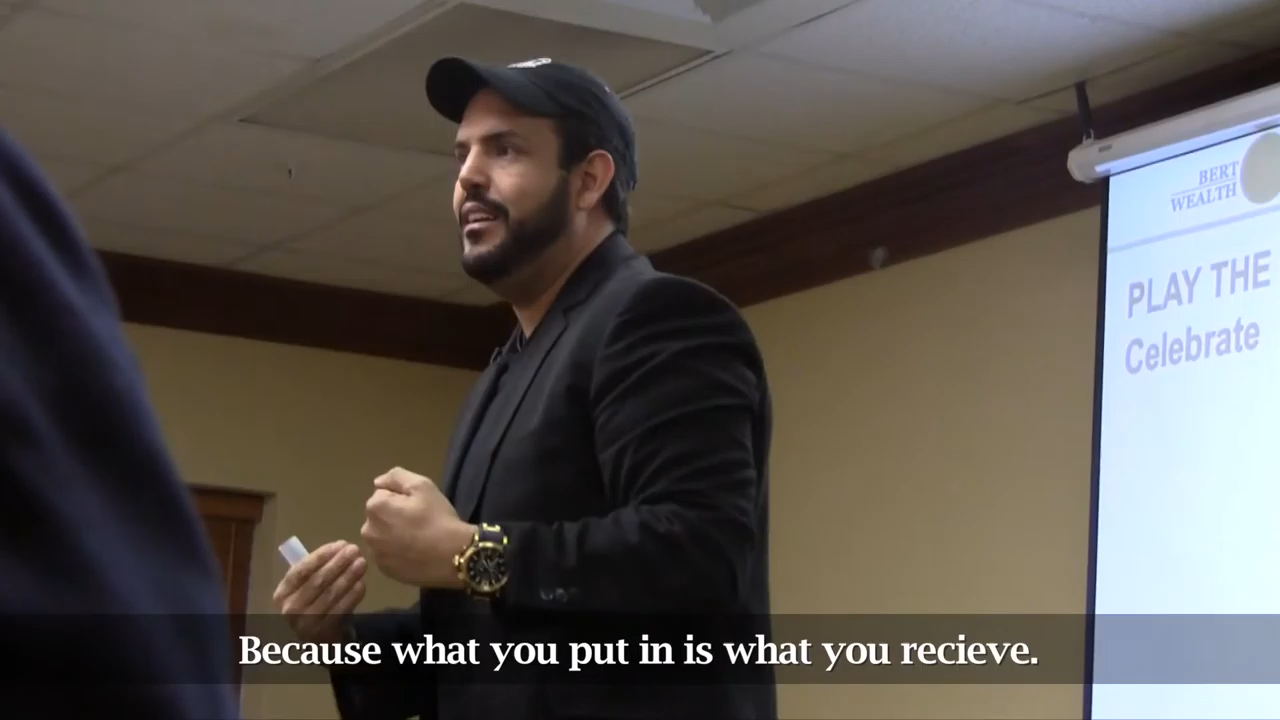 BERT
WEALTH
PLAY THE
Celebrate
Because what you put in is what you recieve.